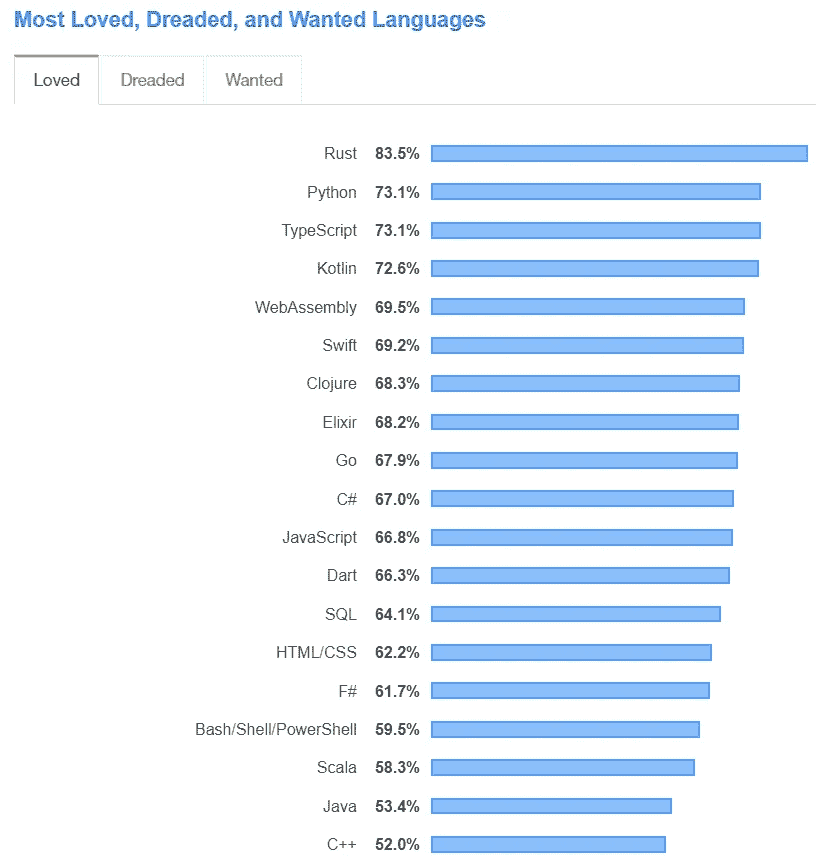 Most Loved, Dreaded, and Wanted Languages
Loved Dreaded Wanted
Rust 83.5%
Python 73.1%
TypeScript 73.1%
Kotlin 72.6%
WebAssembly 69.5%
Swift 69.2%
Clojure 68.3%
Elixir 68.2%
Go 67.9%
C# 67.0%
JavaScript 66.8%
Dart 66.3%
SQL 64.1%
HTML/CSS 62.2%
F# 61.7%
Bash/Shell/PowerShell 59.5%
Scala 58.3%
Java 53.4%
C++ 52.0%